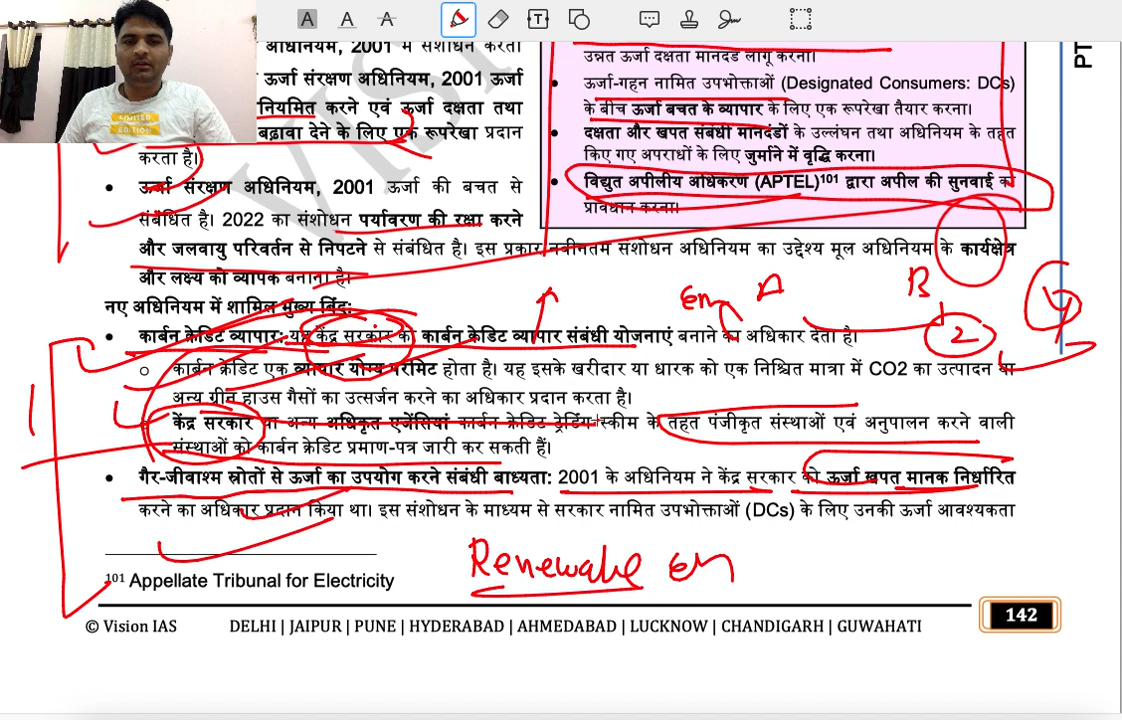 A A A T
LIMITED
EDITION
PT
अधिनियम, 2001 में संशोधन करता
ऊर्जा संरक्षण अधिनियम, 2001 ऊर्जा
नियमित करने एवं ऊर्जा दक्षता तथा
बढ़ावा देने के लिए एक रूपरेखा प्रदान
करता है।
• ऊर्जा संरक्षण अधिनियम, 2001 ऊर्जा की बचत से
संबंधित है। 2022 का संशोधन पर्यावरण की रक्षा करने
उन्नत ऊर्जा दक्षता मानदंड लागू करना।
• ऊर्जा-गहन नामित उपभोक्ताओं (Designated Consumers: DCs)
के बीच ऊर्जा बचत के व्यापार के लिए एक रूपरेखा तैयार करना।
• दक्षता और खपत संबंधी मानदंडों के उल्लंघन तथा अधिनियम के तहत
किए गए अपराधों के लिए जुर्माने में वृद्धि करना।
• विद्युत अपीलीय अधिकरण (APTEL)101 द्वारा अपील की सुनवाई का
प्रावधान करना।
और जलवायु परिवर्तन से निपटने से संबंधित है। इस प्रकार नवीनतम संशोधन अधिनियम का उद्देश्य मूल अधिनियम के कार्यक्षेत्र
और लक्ष्य को व्यापक बनाना है।
नए अधिनियम में शामिल मुख्य बिंदु:
A B
2
• कार्बन क्रेडिट व्यापार: यह केंद्र सरकार को कार्बन क्रेडिट व्यापार संबंधी योजनाएं बनाने का अधिकार देता है।
o कार्बन क्रेडिट एक व्यापार योग्य परमिट होता है। यह इसके खरीदार या धारक को एक निश्चित मात्रा में CO2 का उत्पादन या
अन्य ग्रीन हाउस गैसों का उत्सर्जन करने का अधिकार प्रदान करता है।
केंद्र सरकार या अन्य अधिकृत एजेंसियां कार्बन क्रेडिट ट्रेडिंग स्कीम के तहत पंजीकृत संस्थाओं एवं अनुपालन करने वाली
संस्थाओं को कार्बन क्रेडिट प्रमाण-पत्र जारी कर सकती हैं।
• गैर-जीवाश्म स्रोतों से ऊर्जा का उपयोग करने संबंधी बाध्यता: 2001 के अधिनियम ने केंद्र सरकार को ऊर्जा खपत मानक निर्धारित
करने का अधिकार प्रदान किया था। इस संशोधन के माध्यम से सरकार नामित उपभोक्ताओं (DCs) के लिए उनकी ऊर्जा आवश्यकता
101 Appellate Tribunal for Electricity
142
© Vision IAS DELHI | JAIPUR | PUNE | HYDERABAD | AHMEDABAD | LUCKNOW | CHANDIGARH | GUWAHATI